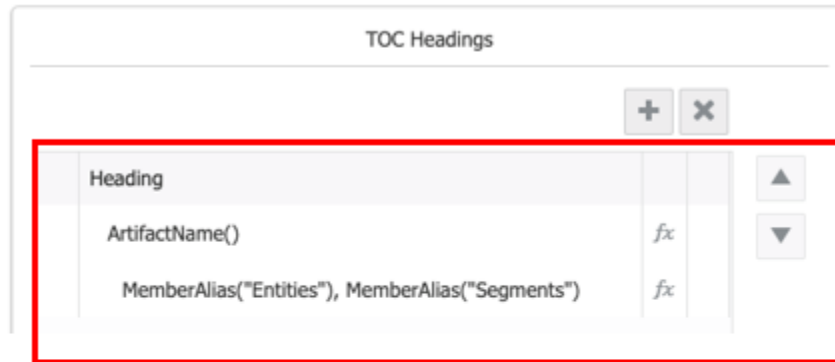 TOC Headings
Heading
ArtifactName()
fx
MemberAlias("Entities"), MemberAlias("Segments")
fx